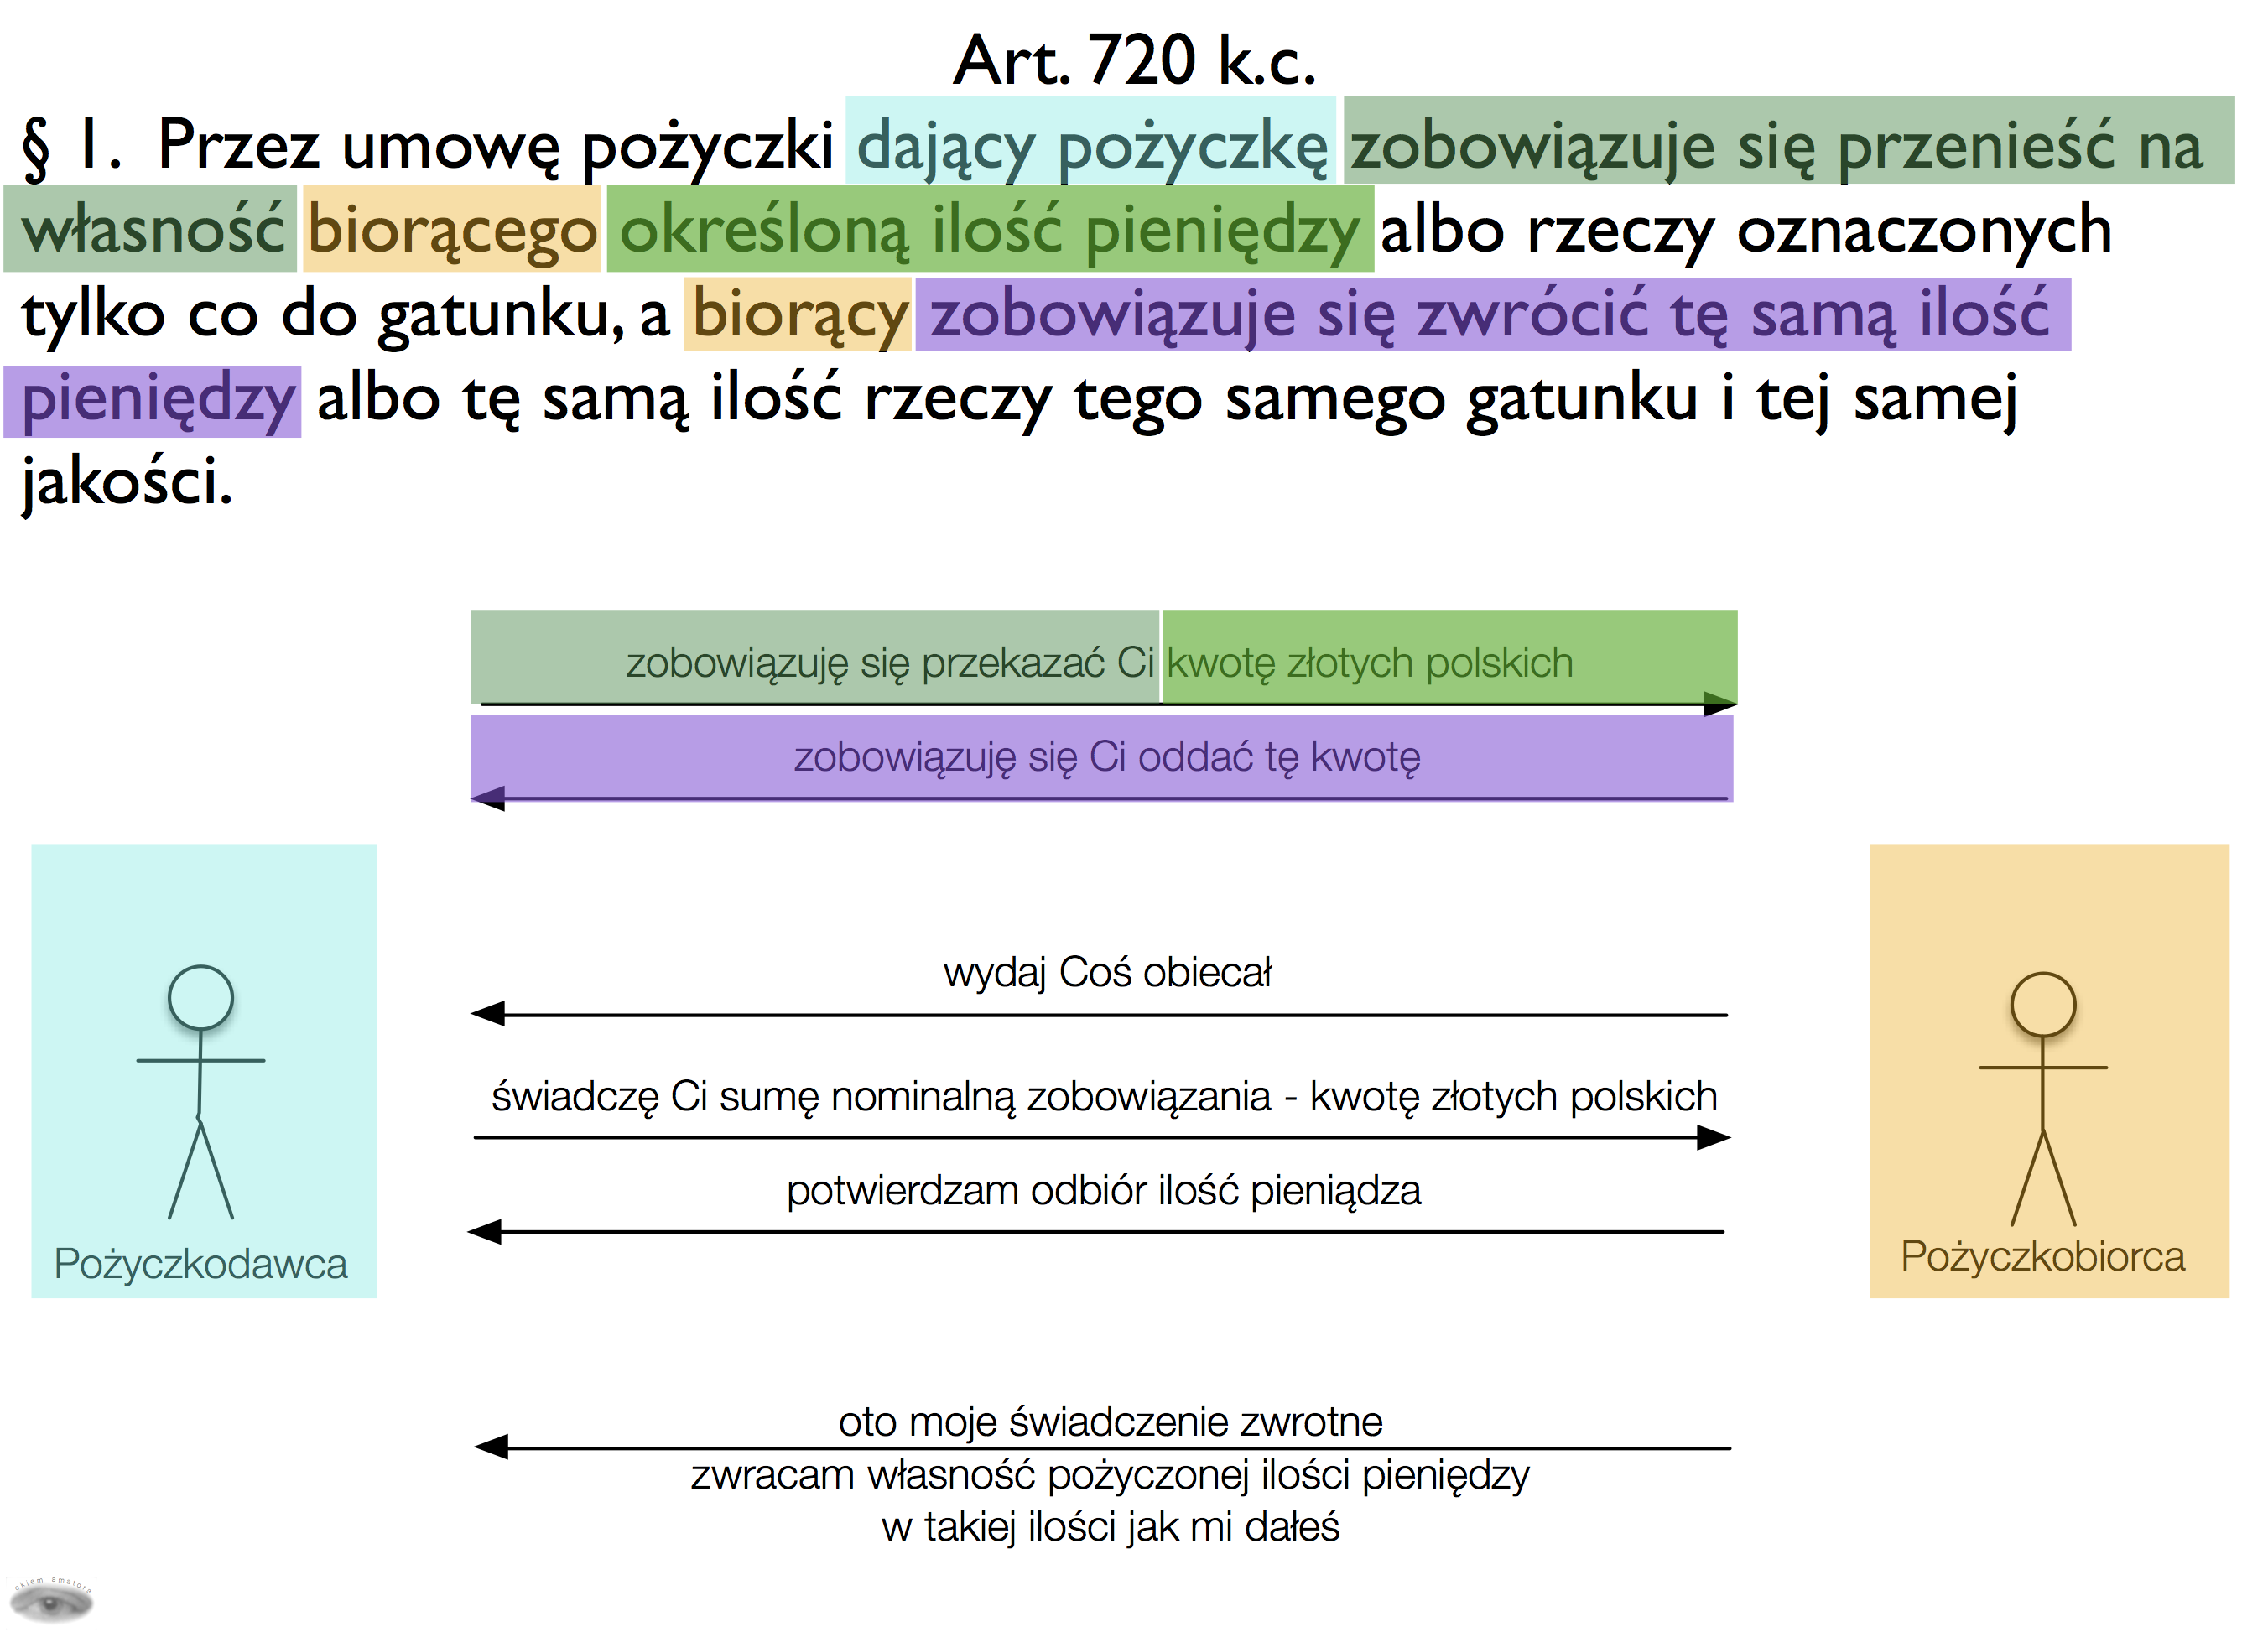 Art. 720 k.c.
§ 1. Przez umowę pożyczki dający pożyczkę zobowiązuje się przenieść na
własność biorącego określoną ilość pieniędzy albo rzeczy oznaczonych
tylko co do gatunku, a biorący zobowiązuje się zwrócić tę samą ilość
pieniędzy albo tę samą ilość rzeczy tego samego gatunku i tej samej
jakości.
zobowiązuję się przekazać Ci kwotę złotych polskich
zobowiązuję się Ci oddać tę kwotę
wydaj Coś obiecał
świadczę Ci sumę nominalną zobowiązania - kwotę złotych polskich
potwierdzam odbiór ilość pieniądza
Pożyczkodawca
Pożyczkobiorca
oto moje świadczenie zwrotne
zwracam własność pożyczonej ilości pieniędzy
w takiej ilości jak mi dałeś
okiem amatora